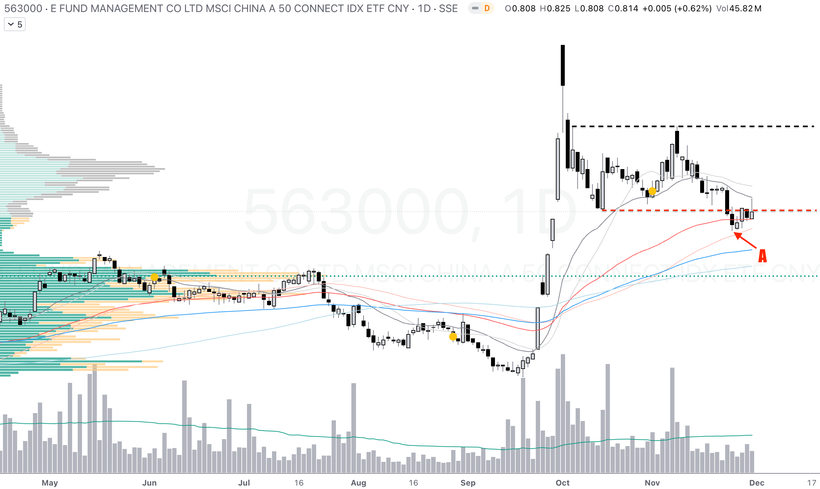 563000 · E FUND MANAGEMENT CO LTD MSCI CHINA A 50 CONNECT IDX ETF CNY · 1D · SSE D O0.808 H0.825 L0.808 C0.814 +0.005 (+0.62%) Vol45.82M
5
563000, 1D
A
May Jun Jul 16 Aug 16 Sep Oct Nov Dec 17